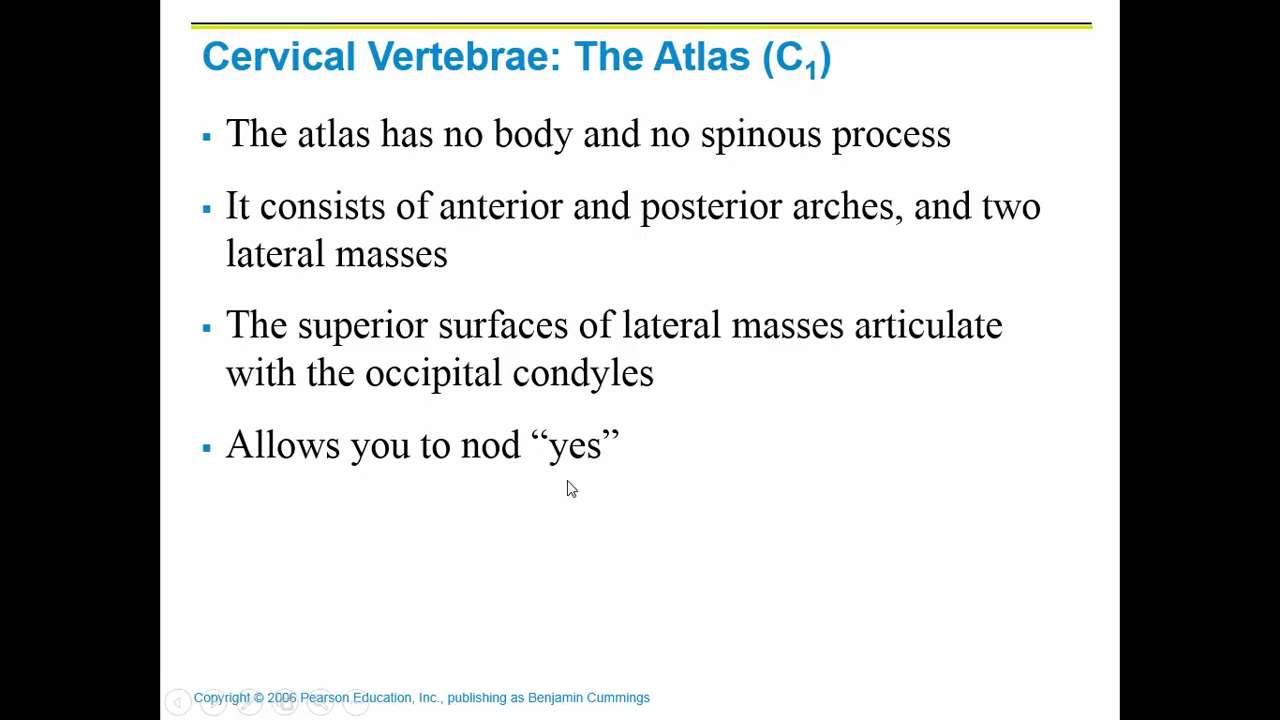 Cervical Vertebrae: The Atlas (C1)
▪ The atlas has no body and no spinous process
▪ It consists of anterior and posterior arches, and two
lateral masses
▪ The superior surfaces of lateral masses articulate
with the occipital condyles
▪ Allows you to nod “yes”
Copyright © 2006 Pearson Education, Inc., publishing as Benjamin Cummings